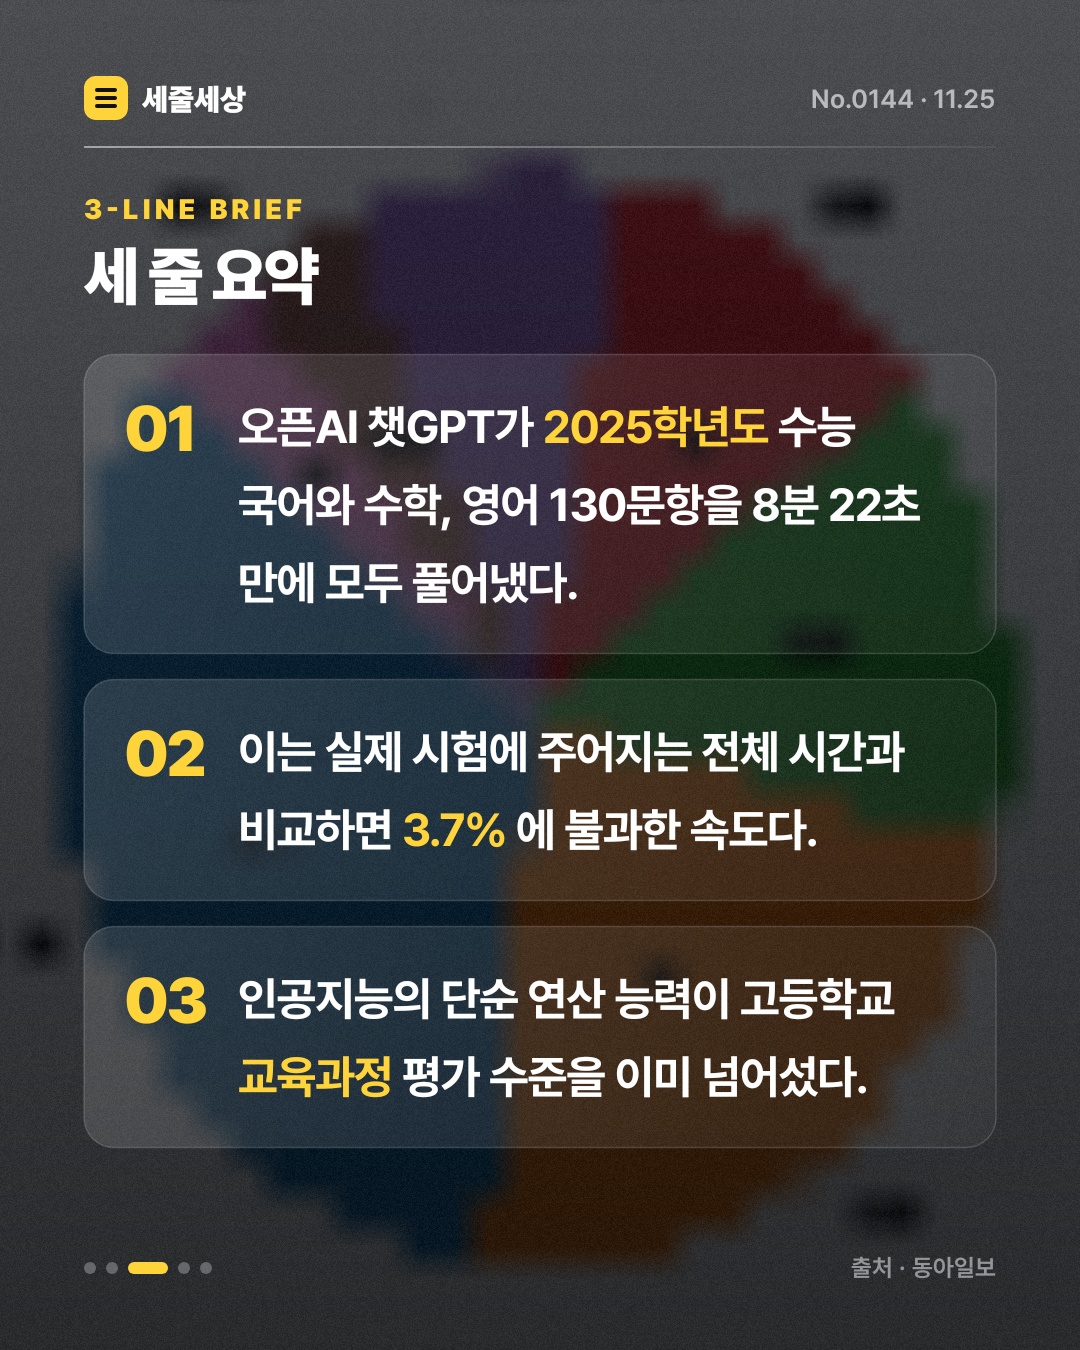 세줄세상
No.0144 · 11.25
3-LINE BRIEF
세 줄 요약
01
오픈AI 챗GPT가 2025학년도 수능
국어와 수학, 영어 130문항을 8분 22초
만에 모두 풀어냈다.
02
이는 실제 시험에 주어지는 전체 시간과
비교하면 3.7% 에 불과한 속도다.
03
인공지능의 단순 연산 능력이 고등학교
교육과정 평가 수준을 이미 넘어섰다.
출처 · 동아일보